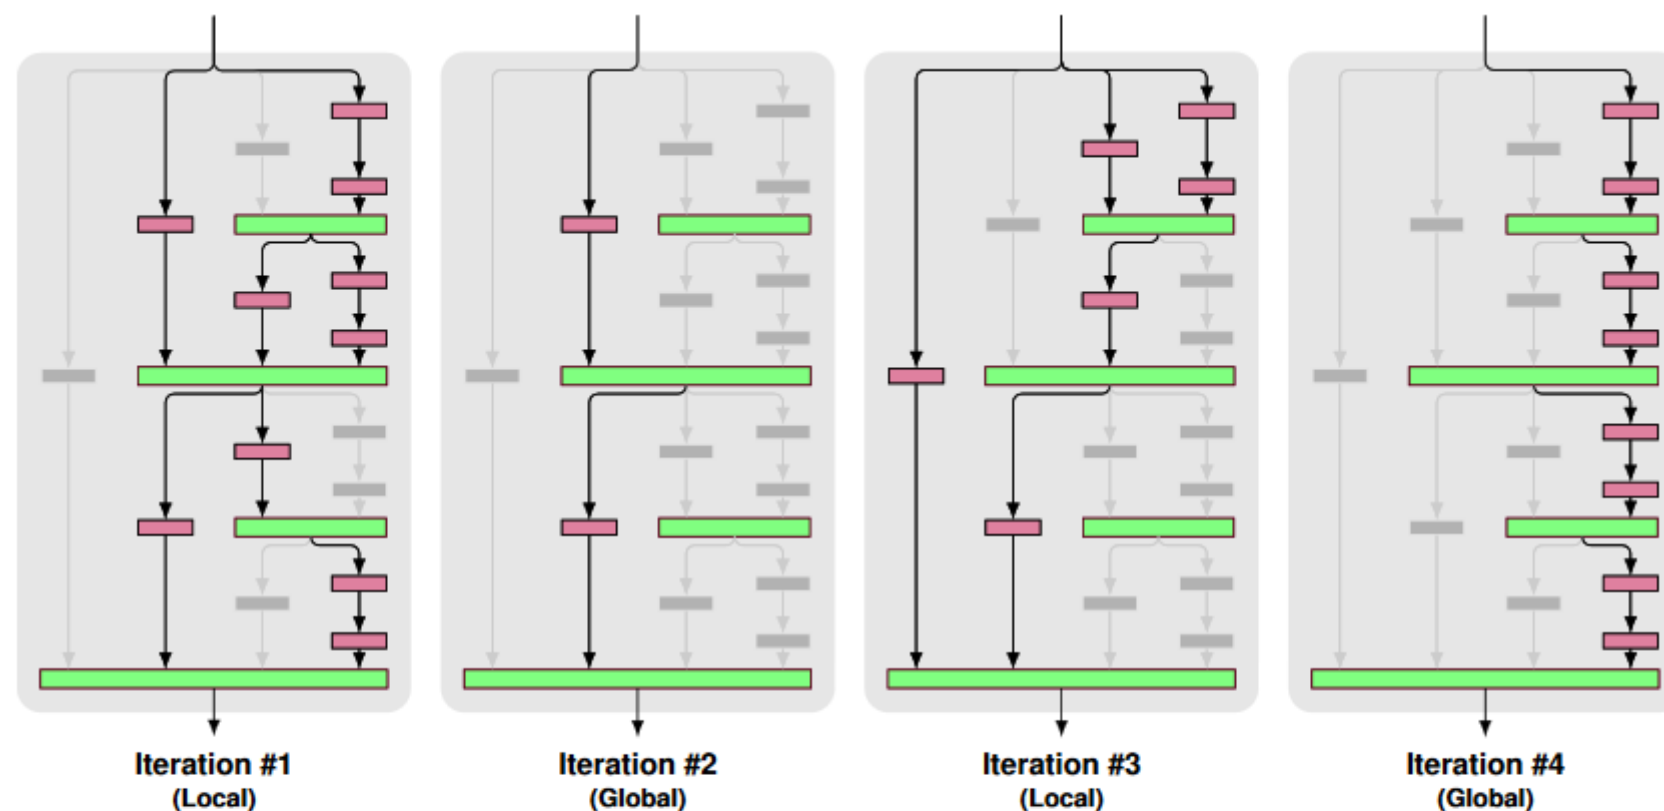 Iteration #1
(Local)
Iteration #2
(Global)
Iteration #3
(Local)
Iteration #4
(Global)